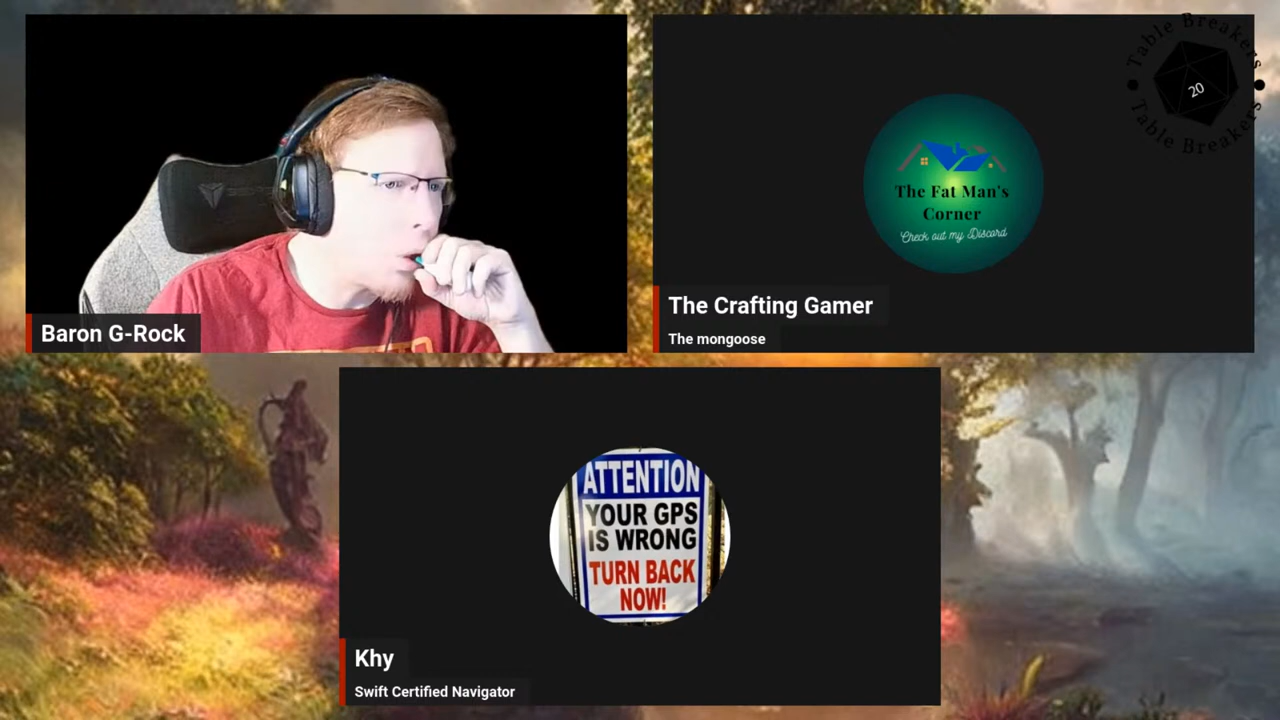 Baron G-Rock
The Fat Man's
Corner
Check out my Discord
The Crafting Gamer
The mongoose
Table Breakers
20
Table Breakers
ATTENTION
YOUR GPS
IS WRONG
TURN BACK
NOW!
Khy
Swift Certified Navigator